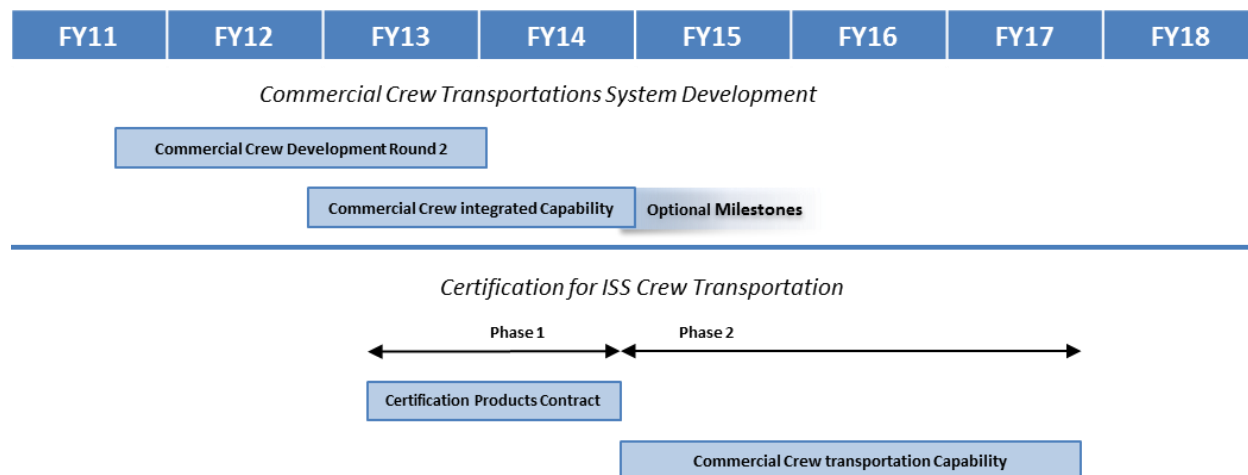 FY11 FY12 FY13 FY14 FY15 FY16 FY17 FY18
Commercial Crew Transportations System Development
Commercial Crew Development Round 2
Commercial Crew integrated Capability Optional Milestones
Certification for ISS Crew Transportation
Phase 1 Phase 2
Certification Products Contract
Commercial Crew transportation Capability